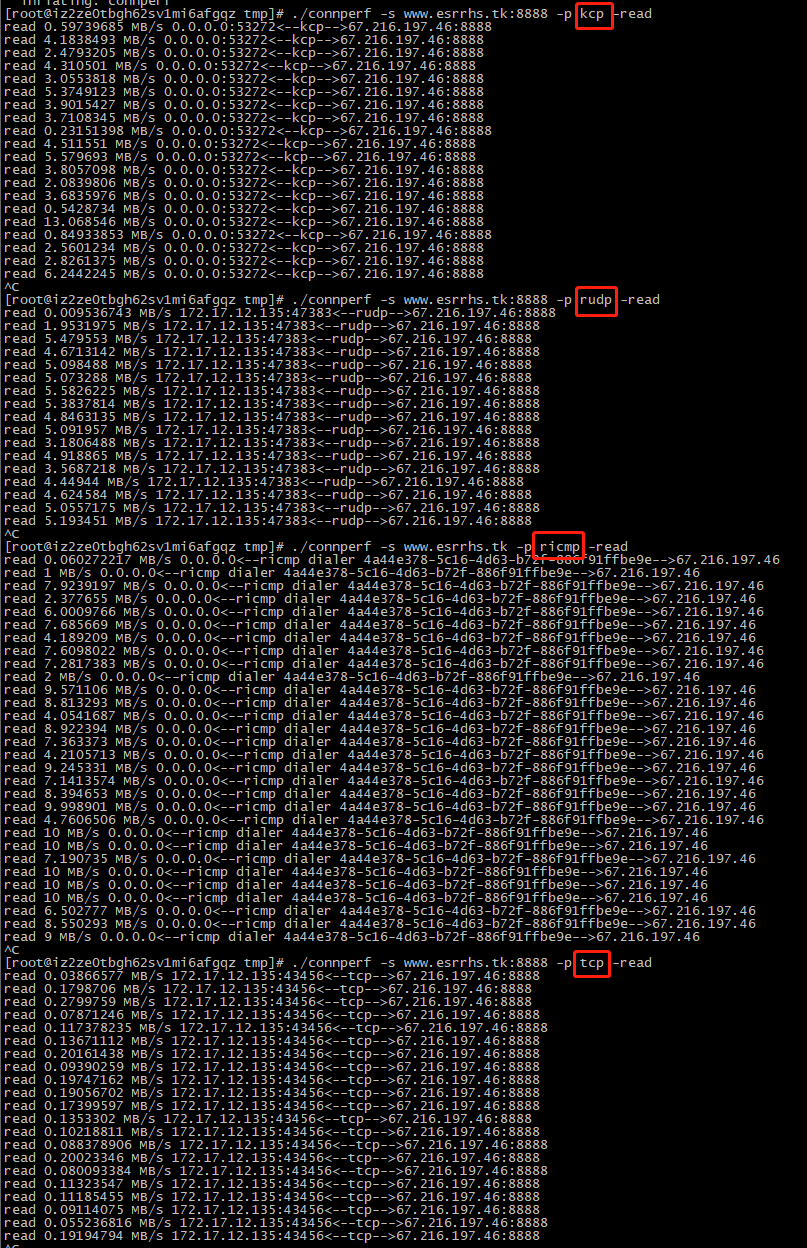 [root@iz2ze0tbgh62sv1mi6afgqz tmp]# ./connperf -s www.esrrhs.tk:8888 -p kcp -read
read 0.59739685 MB/s 0.0.0.0:53272<--kcp-->67.216.197.46:8888
read 4.1838493 MB/s 0.0.0.0:53272<--kcp-->67.216.197.46:8888
read 2.4793205 MB/s 0.0.0.0:53272<--kcp-->67.216.197.46:8888
read 4.310501 MB/s 0.0.0.0:53272<--kcp-->67.216.197.46:8888
read 3.0553818 MB/s 0.0.0.0:53272<--kcp-->67.216.197.46:8888
read 5.3749123 MB/s 0.0.0.0:53272<--kcp-->67.216.197.46:8888
read 3.9015427 MB/s 0.0.0.0:53272<--kcp-->67.216.197.46:8888
read 3.7108345 MB/s 0.0.0.0:53272<--kcp-->67.216.197.46:8888
read 0.23151398 MB/s 0.0.0.0:53272<--kcp-->67.216.197.46:8888
read 4.511551 MB/s 0.0.0.0:53272<--kcp-->67.216.197.46:8888
read 5.579693 MB/s 0.0.0.0:53272<--kcp-->67.216.197.46:8888
read 3.8057098 MB/s 0.0.0.0:53272<--kcp-->67.216.197.46:8888
read 2.0839806 MB/s 0.0.0.0:53272<--kcp-->67.216.197.46:8888
read 3.6835976 MB/s 0.0.0.0:53272<--kcp-->67.216.197.46:8888
read 0.5428734 MB/s 0.0.0.0:53272<--kcp-->67.216.197.46:8888
read 13.068546 MB/s 0.0.0.0:53272<--kcp-->67.216.197.46:8888
read 0.84933853 MB/s 0.0.0.0:53272<--kcp-->67.216.197.46:8888
read 2.5601234 MB/s 0.0.0.0:53272<--kcp-->67.216.197.46:8888
read 2.8261375 MB/s 0.0.0.0:53272<--kcp-->67.216.197.46:8888
read 6.2442245 MB/s 0.0.0.0:53272<--kcp-->67.216.197.46:8888
^C
[root@iz2ze0tbgh62sv1mi6afgqz tmp]# ./connperf -s www.esrrhs.tk:8888 -p rudp -read
read 0.009536743 MB/s 172.17.12.135:47383<--rudp-->67.216.197.46:8888
read 1.9531975 MB/s 172.17.12.135:47383<--rudp-->67.216.197.46:8888
read 5.479553 MB/s 172.17.12.135:47383<--rudp-->67.216.197.46:8888
read 4.6713142 MB/s 172.17.12.135:47383<--rudp-->67.216.197.46:8888
read 5.098488 MB/s 172.17.12.135:47383<--rudp-->67.216.197.46:8888
read 5.073288 MB/s 172.17.12.135:47383<--rudp-->67.216.197.46:8888
read 5.5826225 MB/s 172.17.12.135:47383<--rudp-->67.216.197.46:8888
read 5.3837814 MB/s 172.17.12.135:47383<--rudp-->67.216.197.46:8888
read 4.8463135 MB/s 172.17.12.135:47383<--rudp-->67.216.197.46:8888
read 5.091957 MB/s 172.17.12.135:47383<--rudp-->67.216.197.46:8888
read 3.1806488 MB/s 172.17.12.135:47383<--rudp-->67.216.197.46:8888
read 4.918865 MB/s 172.17.12.135:47383<--rudp-->67.216.197.46:8888
read 3.5687218 MB/s 172.17.12.135:47383<--rudp-->67.216.197.46:8888
read 4.44944 MB/s 172.17.12.135:47383<--rudp-->67.216.197.46:8888
read 4.624584 MB/s 172.17.12.135:47383<--rudp-->67.216.197.46:8888
read 5.0557175 MB/s 172.17.12.135:47383<--rudp-->67.216.197.46:8888
read 5.193451 MB/s 172.17.12.135:47383<--rudp-->67.216.197.46:8888
^C
[root@iz2ze0tbgh62sv1mi6afgqz tmp]# ./connperf -s www.esrrhs.tk -p ricmp -read
read 0.060272217 MB/s 0.0.0.0<--ricmp dialer 4a44e378-5c16-4d63-b72f-886f91ffbe9e-->67.216.197.46
read 1 MB/s 0.0.0.0<--ricmp dialer 4a44e378-5c16-4d63-b72f-886f91ffbe9e-->67.216.197.46
read 7.9239197 MB/s 0.0.0.0<--ricmp dialer 4a44e378-5c16-4d63-b72f-886f91ffbe9e-->67.216.197.46
read 2.377655 MB/s 0.0.0.0<--ricmp dialer 4a44e378-5c16-4d63-b72f-886f91ffbe9e-->67.216.197.46
read 6.0009766 MB/s 0.0.0.0<--ricmp dialer 4a44e378-5c16-4d63-b72f-886f91ffbe9e-->67.216.197.46
read 7.685669 MB/s 0.0.0.0<--ricmp dialer 4a44e378-5c16-4d63-b72f-886f91ffbe9e-->67.216.197.46
read 4.189209 MB/s 0.0.0.0<--ricmp dialer 4a44e378-5c16-4d63-b72f-886f91ffbe9e-->67.216.197.46
read 7.6098022 MB/s 0.0.0.0<--ricmp dialer 4a44e378-5c16-4d63-b72f-886f91ffbe9e-->67.216.197.46
read 7.2817383 MB/s 0.0.0.0<--ricmp dialer 4a44e378-5c16-4d63-b72f-886f91ffbe9e-->67.216.197.46
read 2 MB/s 0.0.0.0<--ricmp dialer 4a44e378-5c16-4d63-b72f-886f91ffbe9e-->67.216.197.46
read 9.571106 MB/s 0.0.0.0<--ricmp dialer 4a44e378-5c16-4d63-b72f-886f91ffbe9e-->67.216.197.46
read 8.813293 MB/s 0.0.0.0<--ricmp dialer 4a44e378-5c16-4d63-b72f-886f91ffbe9e-->67.216.197.46
read 4.0541687 MB/s 0.0.0.0<--ricmp dialer 4a44e378-5c16-4d63-b72f-886f91ffbe9e-->67.216.197.46
read 8.922394 MB/s 0.0.0.0<--ricmp dialer 4a44e378-5c16-4d63-b72f-886f91ffbe9e-->67.216.197.46
read 7.363373 MB/s 0.0.0.0<--ricmp dialer 4a44e378-5c16-4d63-b72f-886f91ffbe9e-->67.216.197.46
read 4.2105713 MB/s 0.0.0.0<--ricmp dialer 4a44e378-5c16-4d63-b72f-886f91ffbe9e-->67.216.197.46
read 9.245331 MB/s 0.0.0.0<--ricmp dialer 4a44e378-5c16-4d63-b72f-886f91ffbe9e-->67.216.197.46
read 7.1413574 MB/s 0.0.0.0<--ricmp dialer 4a44e378-5c16-4d63-b72f-886f91ffbe9e-->67.216.197.46
read 8.394653 MB/s 0.0.0.0<--ricmp dialer 4a44e378-5c16-4d63-b72f-886f91ffbe9e-->67.216.197.46
read 9.998901 MB/s 0.0.0.0<--ricmp dialer 4a44e378-5c16-4d63-b72f-886f91ffbe9e-->67.216.197.46
read 4.7606506 MB/s 0.0.0.0<--ricmp dialer 4a44e378-5c16-4d63-b72f-886f91ffbe9e-->67.216.197.46
read 10 MB/s 0.0.0.0<--ricmp dialer 4a44e378-5c16-4d63-b72f-886f91ffbe9e-->67.216.197.46
read 10 MB/s 0.0.0.0<--ricmp dialer 4a44e378-5c16-4d63-b72f-886f91ffbe9e-->67.216.197.46
read 7.190735 MB/s 0.0.0.0<--ricmp dialer 4a44e378-5c16-4d63-b72f-886f91ffbe9e-->67.216.197.46
read 10 MB/s 0.0.0.0<--ricmp dialer 4a44e378-5c16-4d63-b72f-886f91ffbe9e-->67.216.197.46
read 10 MB/s 0.0.0.0<--ricmp dialer 4a44e378-5c16-4d63-b72f-886f91ffbe9e-->67.216.197.46
read 10 MB/s 0.0.0.0<--ricmp dialer 4a44e378-5c16-4d63-b72f-886f91ffbe9e-->67.216.197.46
read 6.502777 MB/s 0.0.0.0<--ricmp dialer 4a44e378-5c16-4d63-b72f-886f91ffbe9e-->67.216.197.46
read 8.550293 MB/s 0.0.0.0<--ricmp dialer 4a44e378-5c16-4d63-b72f-886f91ffbe9e-->67.216.197.46
read 9 MB/s 0.0.0.0<--ricmp dialer 4a44e378-5c16-4d63-b72f-886f91ffbe9e-->67.216.197.46
^C
[root@iz2ze0tbgh62sv1mi6afgqz tmp]# ./connperf -s www.esrrhs.tk:8888 -p tcp -read
read 0.03866577 MB/s 172.17.12.135:43456<--tcp-->67.216.197.46:8888
read 0.1798706 MB/s 172.17.12.135:43456<--tcp-->67.216.197.46:8888
read 0.2799759 MB/s 172.17.12.135:43456<--tcp-->67.216.197.46:8888
read 0.07871246 MB/s 172.17.12.135:43456<--tcp-->67.216.197.46:8888
read 0.117378235 MB/s 172.17.12.135:43456<--tcp-->67.216.197.46:8888
read 0.13671112 MB/s 172.17.12.135:43456<--tcp-->67.216.197.46:8888
read 0.20161438 MB/s 172.17.12.135:43456<--tcp-->67.216.197.46:8888
read 0.09390259 MB/s 172.17.12.135:43456<--tcp-->67.216.197.46:8888
read 0.19747162 MB/s 172.17.12.135:43456<--tcp-->67.216.197.46:8888
read 0.19056702 MB/s 172.17.12.135:43456<--tcp-->67.216.197.46:8888
read 0.17399597 MB/s 172.17.12.135:43456<--tcp-->67.216.197.46:8888
read 0.1353302 MB/s 172.17.12.135:43456<--tcp-->67.216.197.46:8888
read 0.10218811 MB/s 172.17.12.135:43456<--tcp-->67.216.197.46:8888
read 0.088378906 MB/s 172.17.12.135:43456<--tcp-->67.216.197.46:8888
read 0.20023346 MB/s 172.17.12.135:43456<--tcp-->67.216.197.46:8888
read 0.080093384 MB/s 172.17.12.135:43456<--tcp-->67.216.197.46:8888
read 0.11323547 MB/s 172.17.12.135:43456<--tcp-->67.216.197.46:8888
read 0.11185455 MB/s 172.17.12.135:43456<--tcp-->67.216.197.46:8888
read 0.09114075 MB/s 172.17.12.135:43456<--tcp-->67.216.197.46:8888
read 0.055236816 MB/s 172.17.12.135:43456<--tcp-->67.216.197.46:8888
read 0.19194794 MB/s 172.17.12.135:43456<--tcp-->67.216.197.46:8888